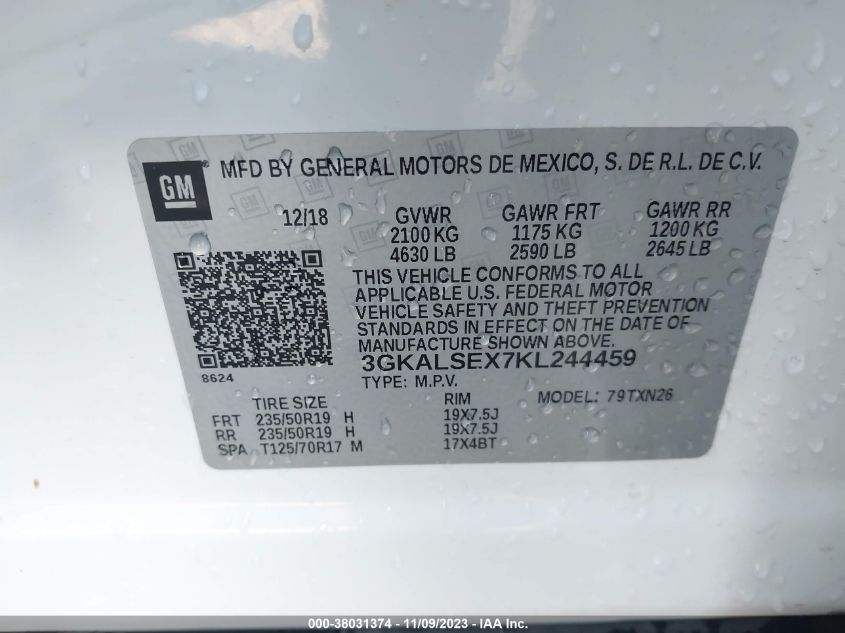 GM
MFD BY GENERAL MOTORS DE MEXICO, S. DE R.L. DE C.V.
12/18 GVWR GAWR FRT GAWR RR
2100 KG 1175 KG 1200 KG
4630 LB 2590 LB 2645 LB
THIS VEHICLE CONFORMS TO ALL
APPLICABLE U.S. FEDERAL MOTOR
VEHICLE SAFETY AND THEFT PREVENTION
STANDARDS IN EFFECT ON THE DATE OF
MANUFACTURE SHOWN ABOVE.
3GKALSEX7KL244459
8624 TYPE: M.P.V.
TIRE SIZE RIM MODEL: 79TXN26
FRT 235/50R19 H 19X7.5J
RR 235/50R19 H 19X7.5J
SPA T125/70R17 M 17X4BT
000-38031374 - 11/09/2023 - IAA Inc.